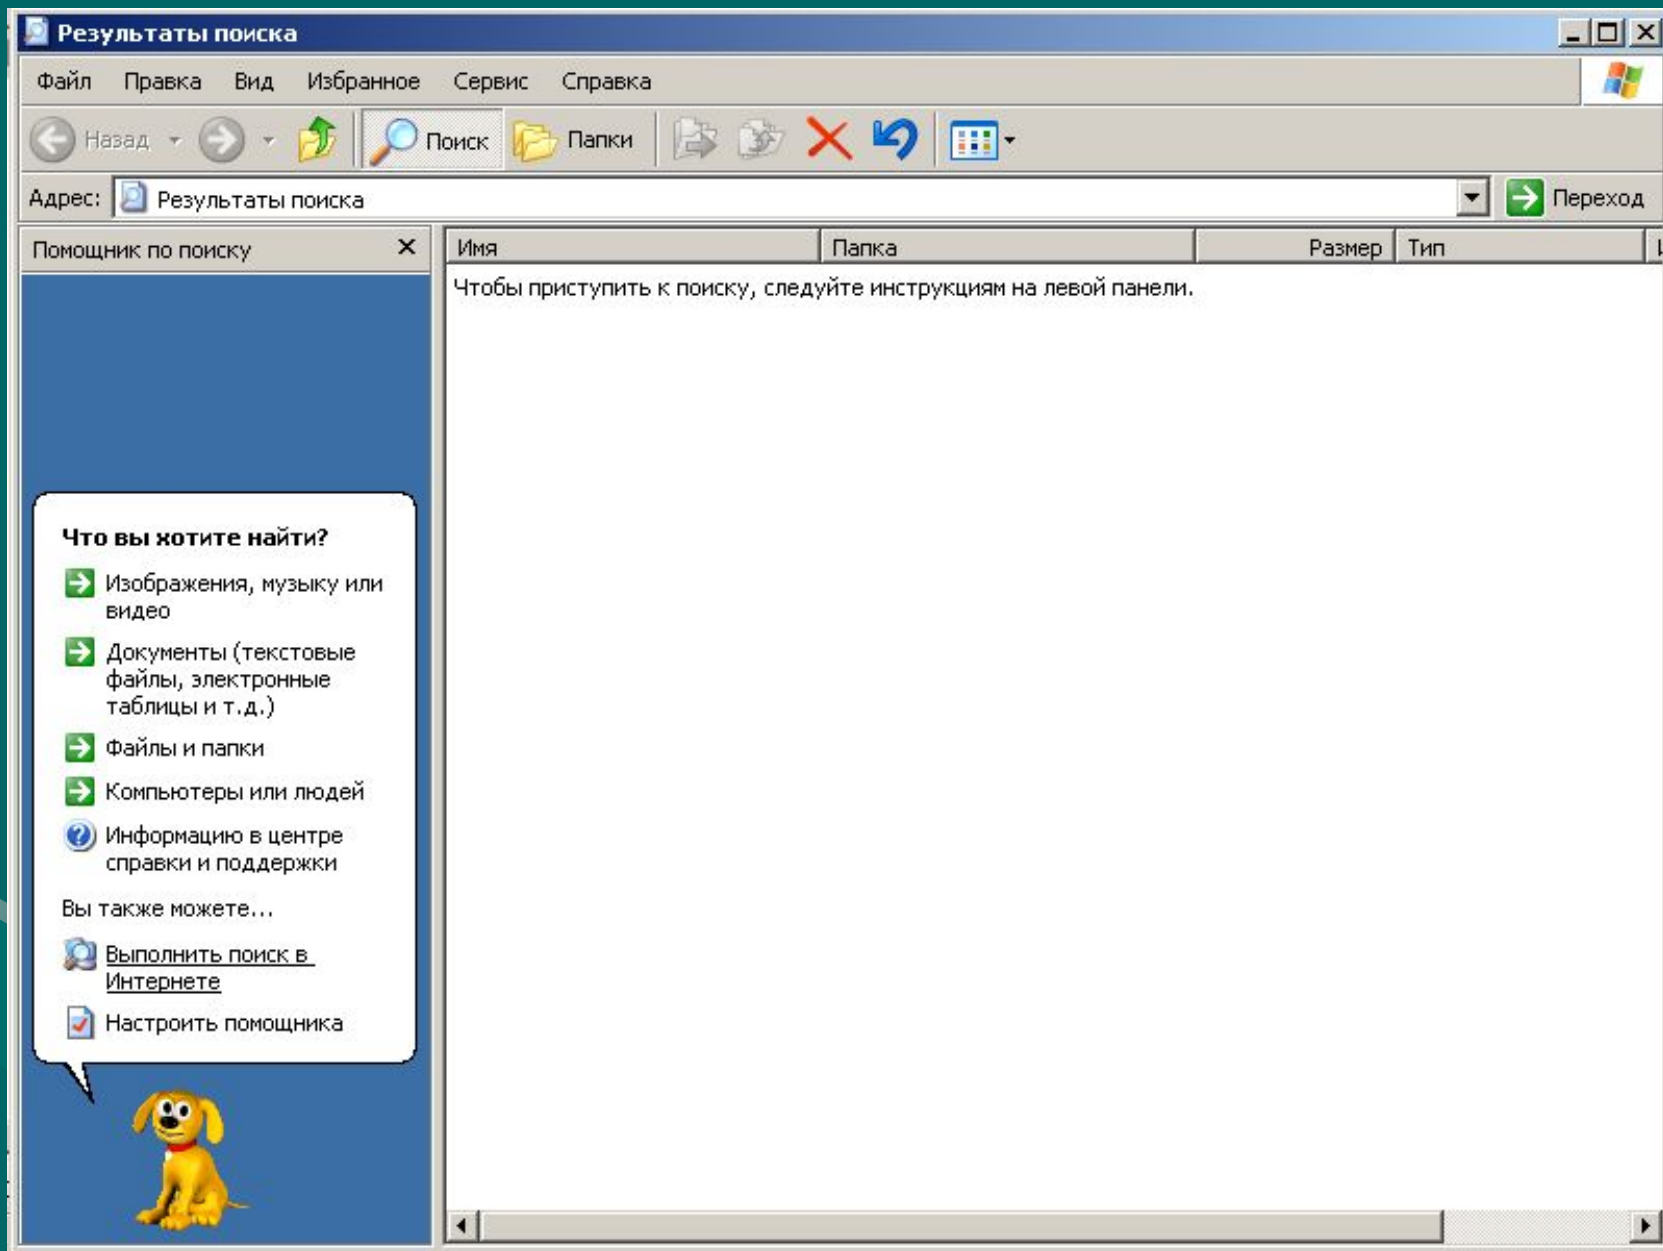 Результаты поиска
Файл Правка Вид Избранное Сервис Справка
Назад Поиск Папки
Адрес: Результаты поиска Переход
Помощник по поиску
Имя Папка Размер Тип
Чтобы приступить к поиску, следуйте инструкциям на левой панели.
Что вы хотите найти?
Изображения, музыку или
видео
Документы (текстовые
файлы, электронные
таблицы и т.д.)
Файлы и папки
Компьютеры или людей
Информацию в центре
справки и поддержки
Вы также можете...
Выполнить поиск в
Интернете
Настроить помощника